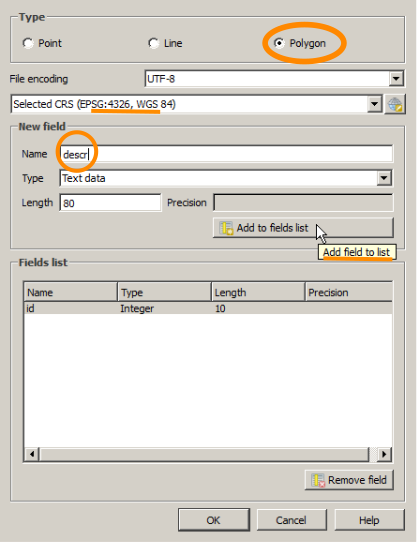 Type
Point Line Polygon
File encoding UTF-8
Selected CRS (EPSG:4326, WGS 84)
New field
Name descr
Type Text data
Length 80 Precision
Add to fields list
Add field to list
Fields list
Name Type Length Precision
id Integer 10
Remove field
OK Cancel Help